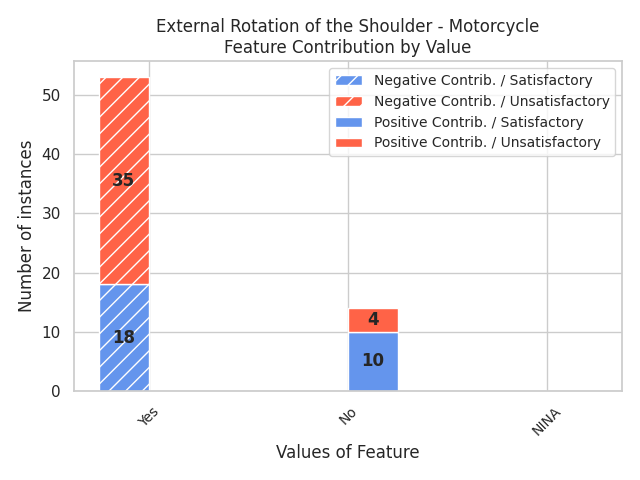 External Rotation of the Shoulder - Motorcycle
Feature Contribution by Value
Negative Contrib. / Satisfactory
Negative Contrib. / Unsatisfactory
Positive Contrib. / Satisfactory
Positive Contrib. / Unsatisfactory
Number of instances
50
40
30
20
10
0
35
18
4
10
Yes
No
NINA
Values of Feature